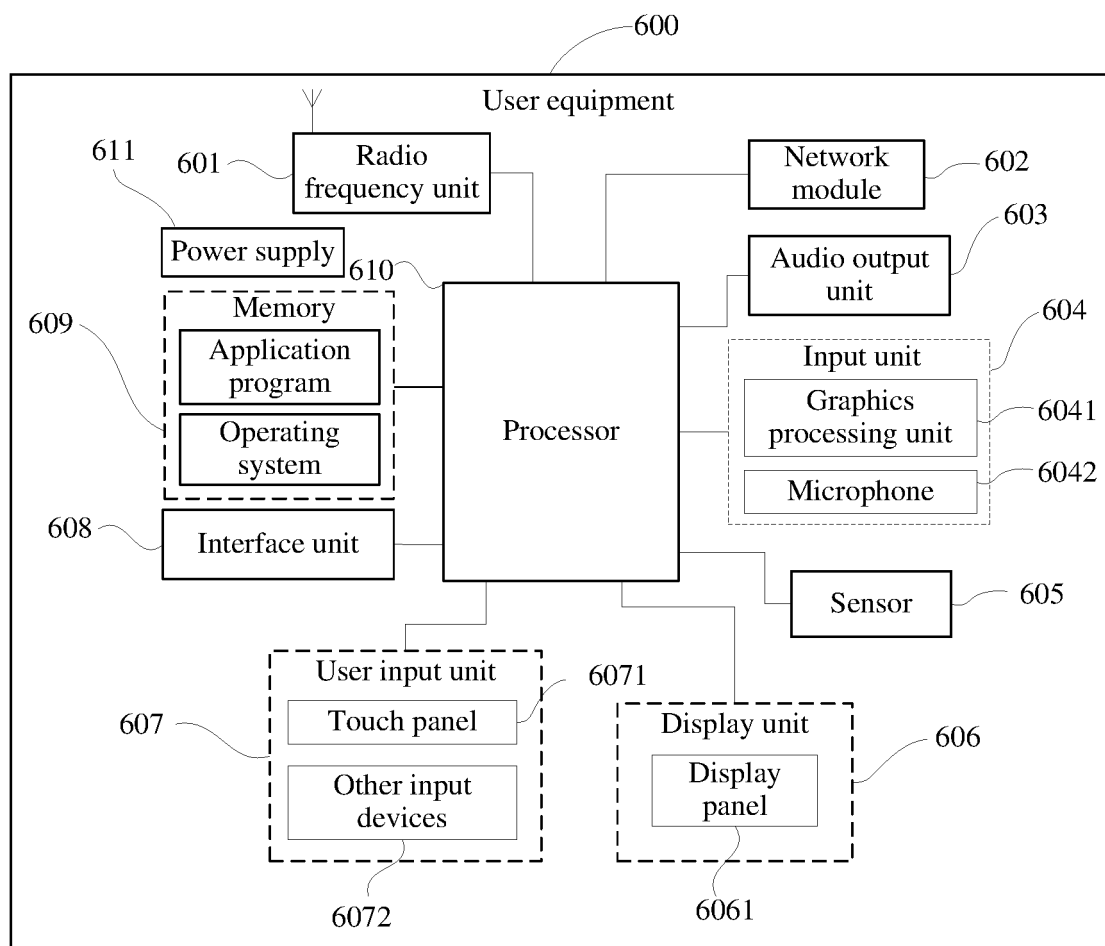 600
User equipment
611
601
Radio
frequency unit
Network
module
602
603
Power supply
610
Audio output
unit
609
Memory
Application
program
Operating
system
Processor
604
Input unit
Graphics
processing unit
6041
6042
Microphone
608
Interface unit
Sensor
605
User input unit
6071
607
Touch panel
Other input
devices
6072
Display unit
606
Display
panel
6061